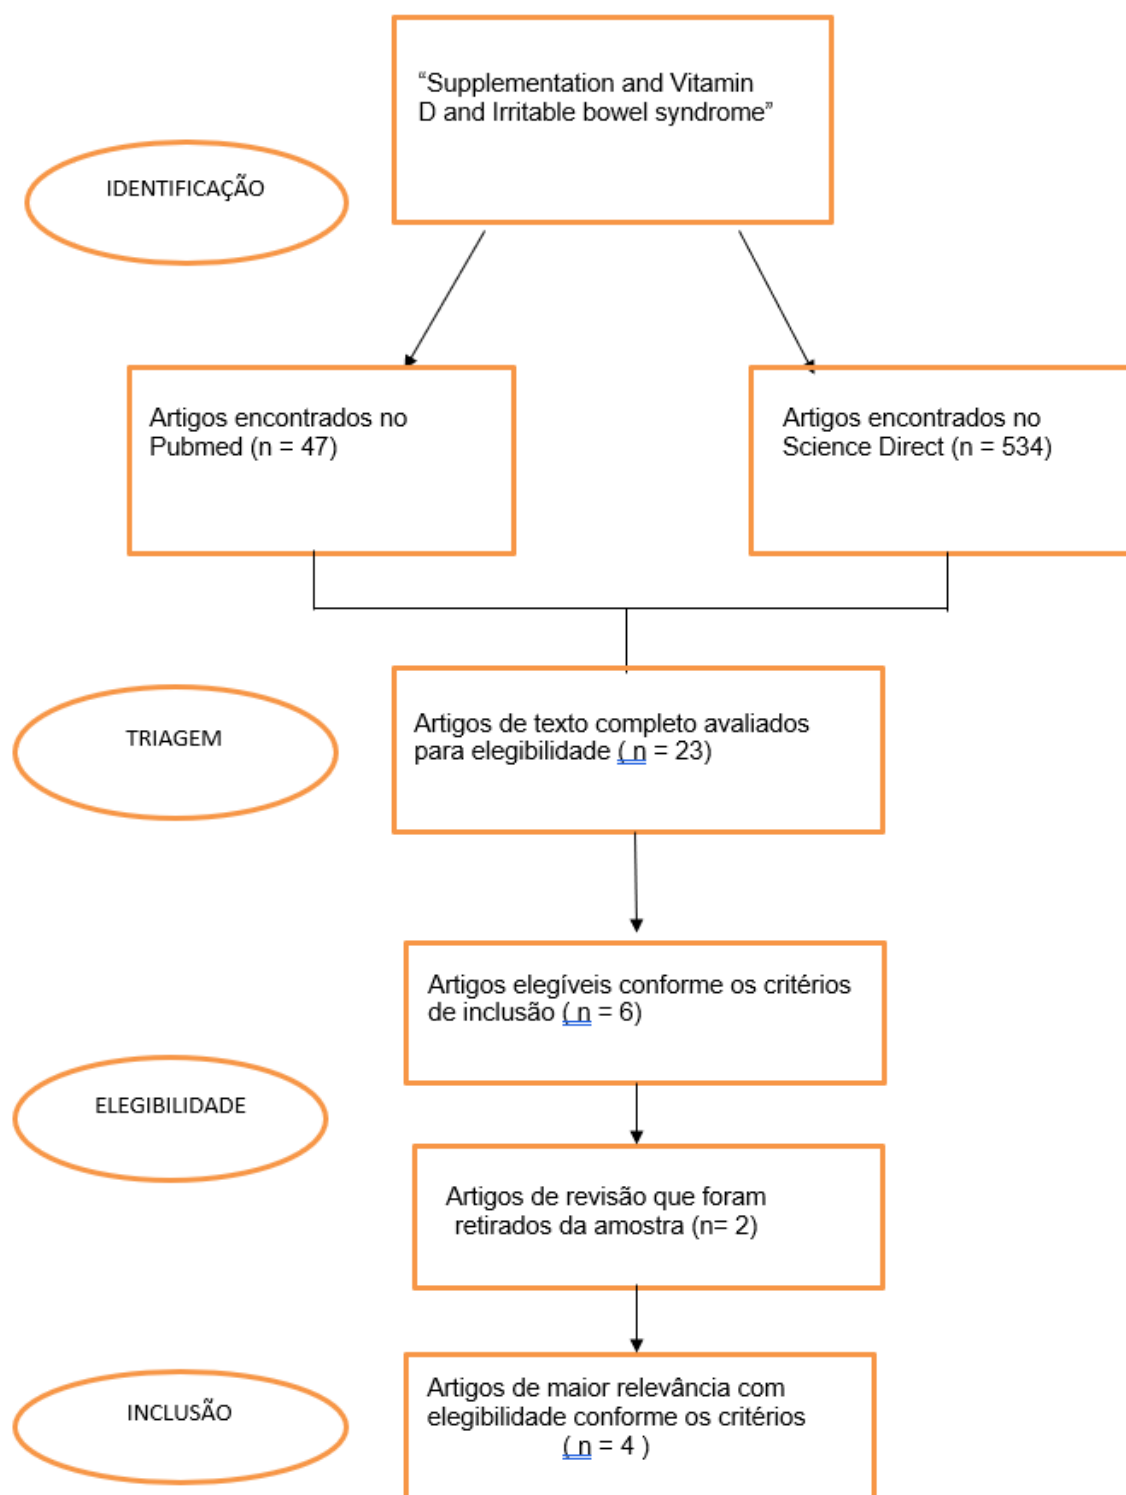 “Supplementation and Vitamin
D and Irritable bowel syndrome”
IDENTIFICAÇÃO
Artigos encontrados no
Pubmed (n = 47)
Artigos encontrados no
Science Direct (n = 534)
TRIAGEM
Artigos de texto completo avaliados
para elegibilidade ( n = 23)
Artigos elegíveis conforme os critérios
de inclusão ( n = 6)
ELEGIBILIDADE
Artigos de revisão que foram
retirados da amostra (n= 2)
INCLUSÃO
Artigos de maior relevância com
elegibilidade conforme os critérios
( n = 4 )